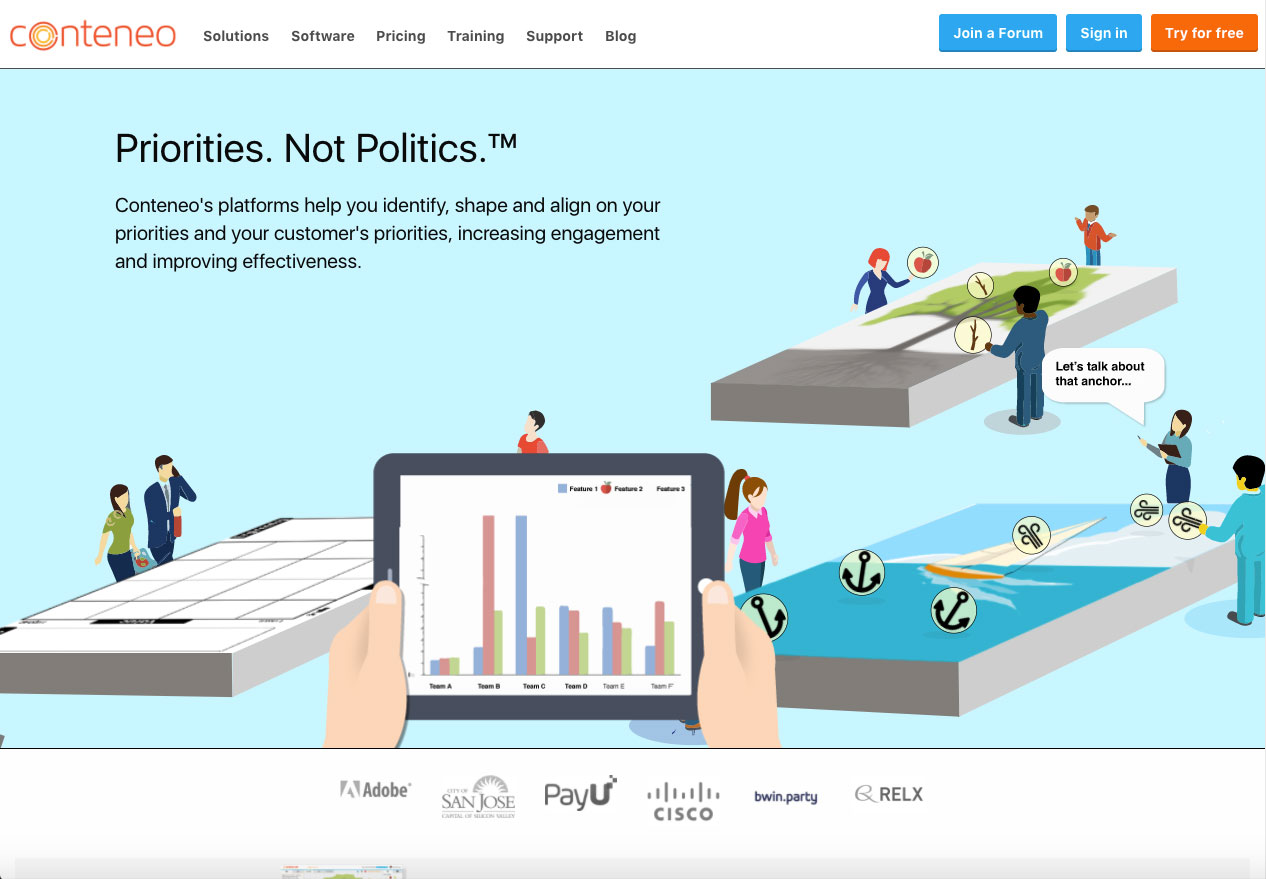 conteneo
Solutions
Software
Pricing
Training
Support
Blog
Join a Forum
Sign in
Try for free
Priorities. Not Politics.™
Conteneo's platforms help you identify, shape and align on your
priorities and your customer's priorities, increasing engagement
and improving effectiveness.
Let's talk about
that anchor...
Feature 1
Feature 2
Feature 3
Team A
Team B
Team C
Team D
Team E
Team F
Adobe
CITY OF
SAN JOSE
CAPITAL OF SILICON VALLEY
PayU
CISCO
bwin.party
RELX